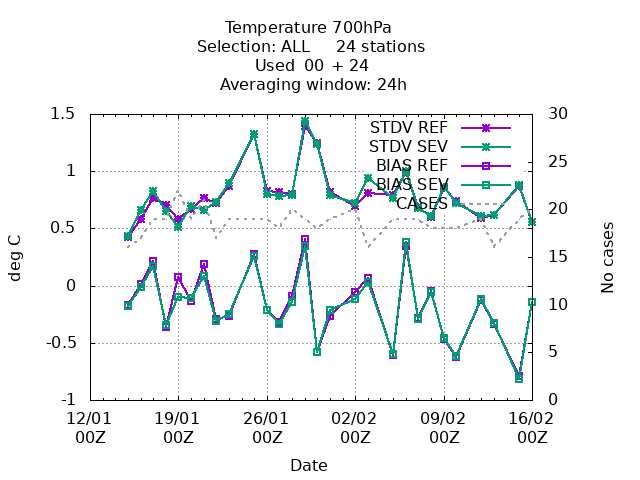 Temperature 700hPa
Selection: ALL 24 stations
Used 00 + 24
Averaging window: 24h
1.5
1
0.5
0
-0.5
-1
deg C
30
25
20
15
10
5
0
No cases
STDV REF
STDV SEV
BIAS REF
BIAS SEV
CASES
12/01 19/01 26/01 02/02 09/02 16/02
00Z 00Z 00Z 00Z 00Z 00Z
Date